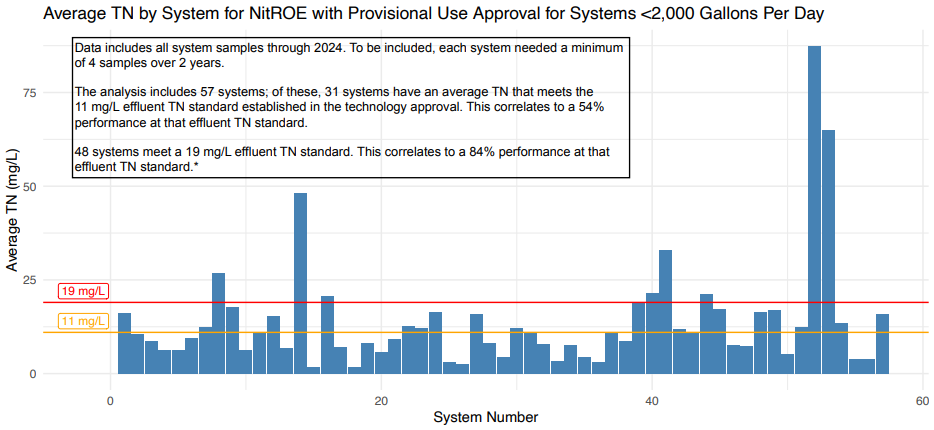 Average TN by System for NitROE with Provisional Use Approval for Systems <2,000 Gallons Per Day
Data includes all system samples through 2024. To be included, each system needed a minimum
of 4 samples over 2 years.
The analysis includes 57 systems; of these, 31 systems have an average TN that meets the
11 mg/L effluent TN standard established in the technology approval. This correlates to a 54%
performance at that effluent TN standard.
48 systems meet a 19 mg/L effluent TN standard. This correlates to a 84% performance at that
effluent TN standard.*
Average TN (mg/L)
75
50
25
0
19 mg/L
11 mg/L
0
20
40
60
System Number